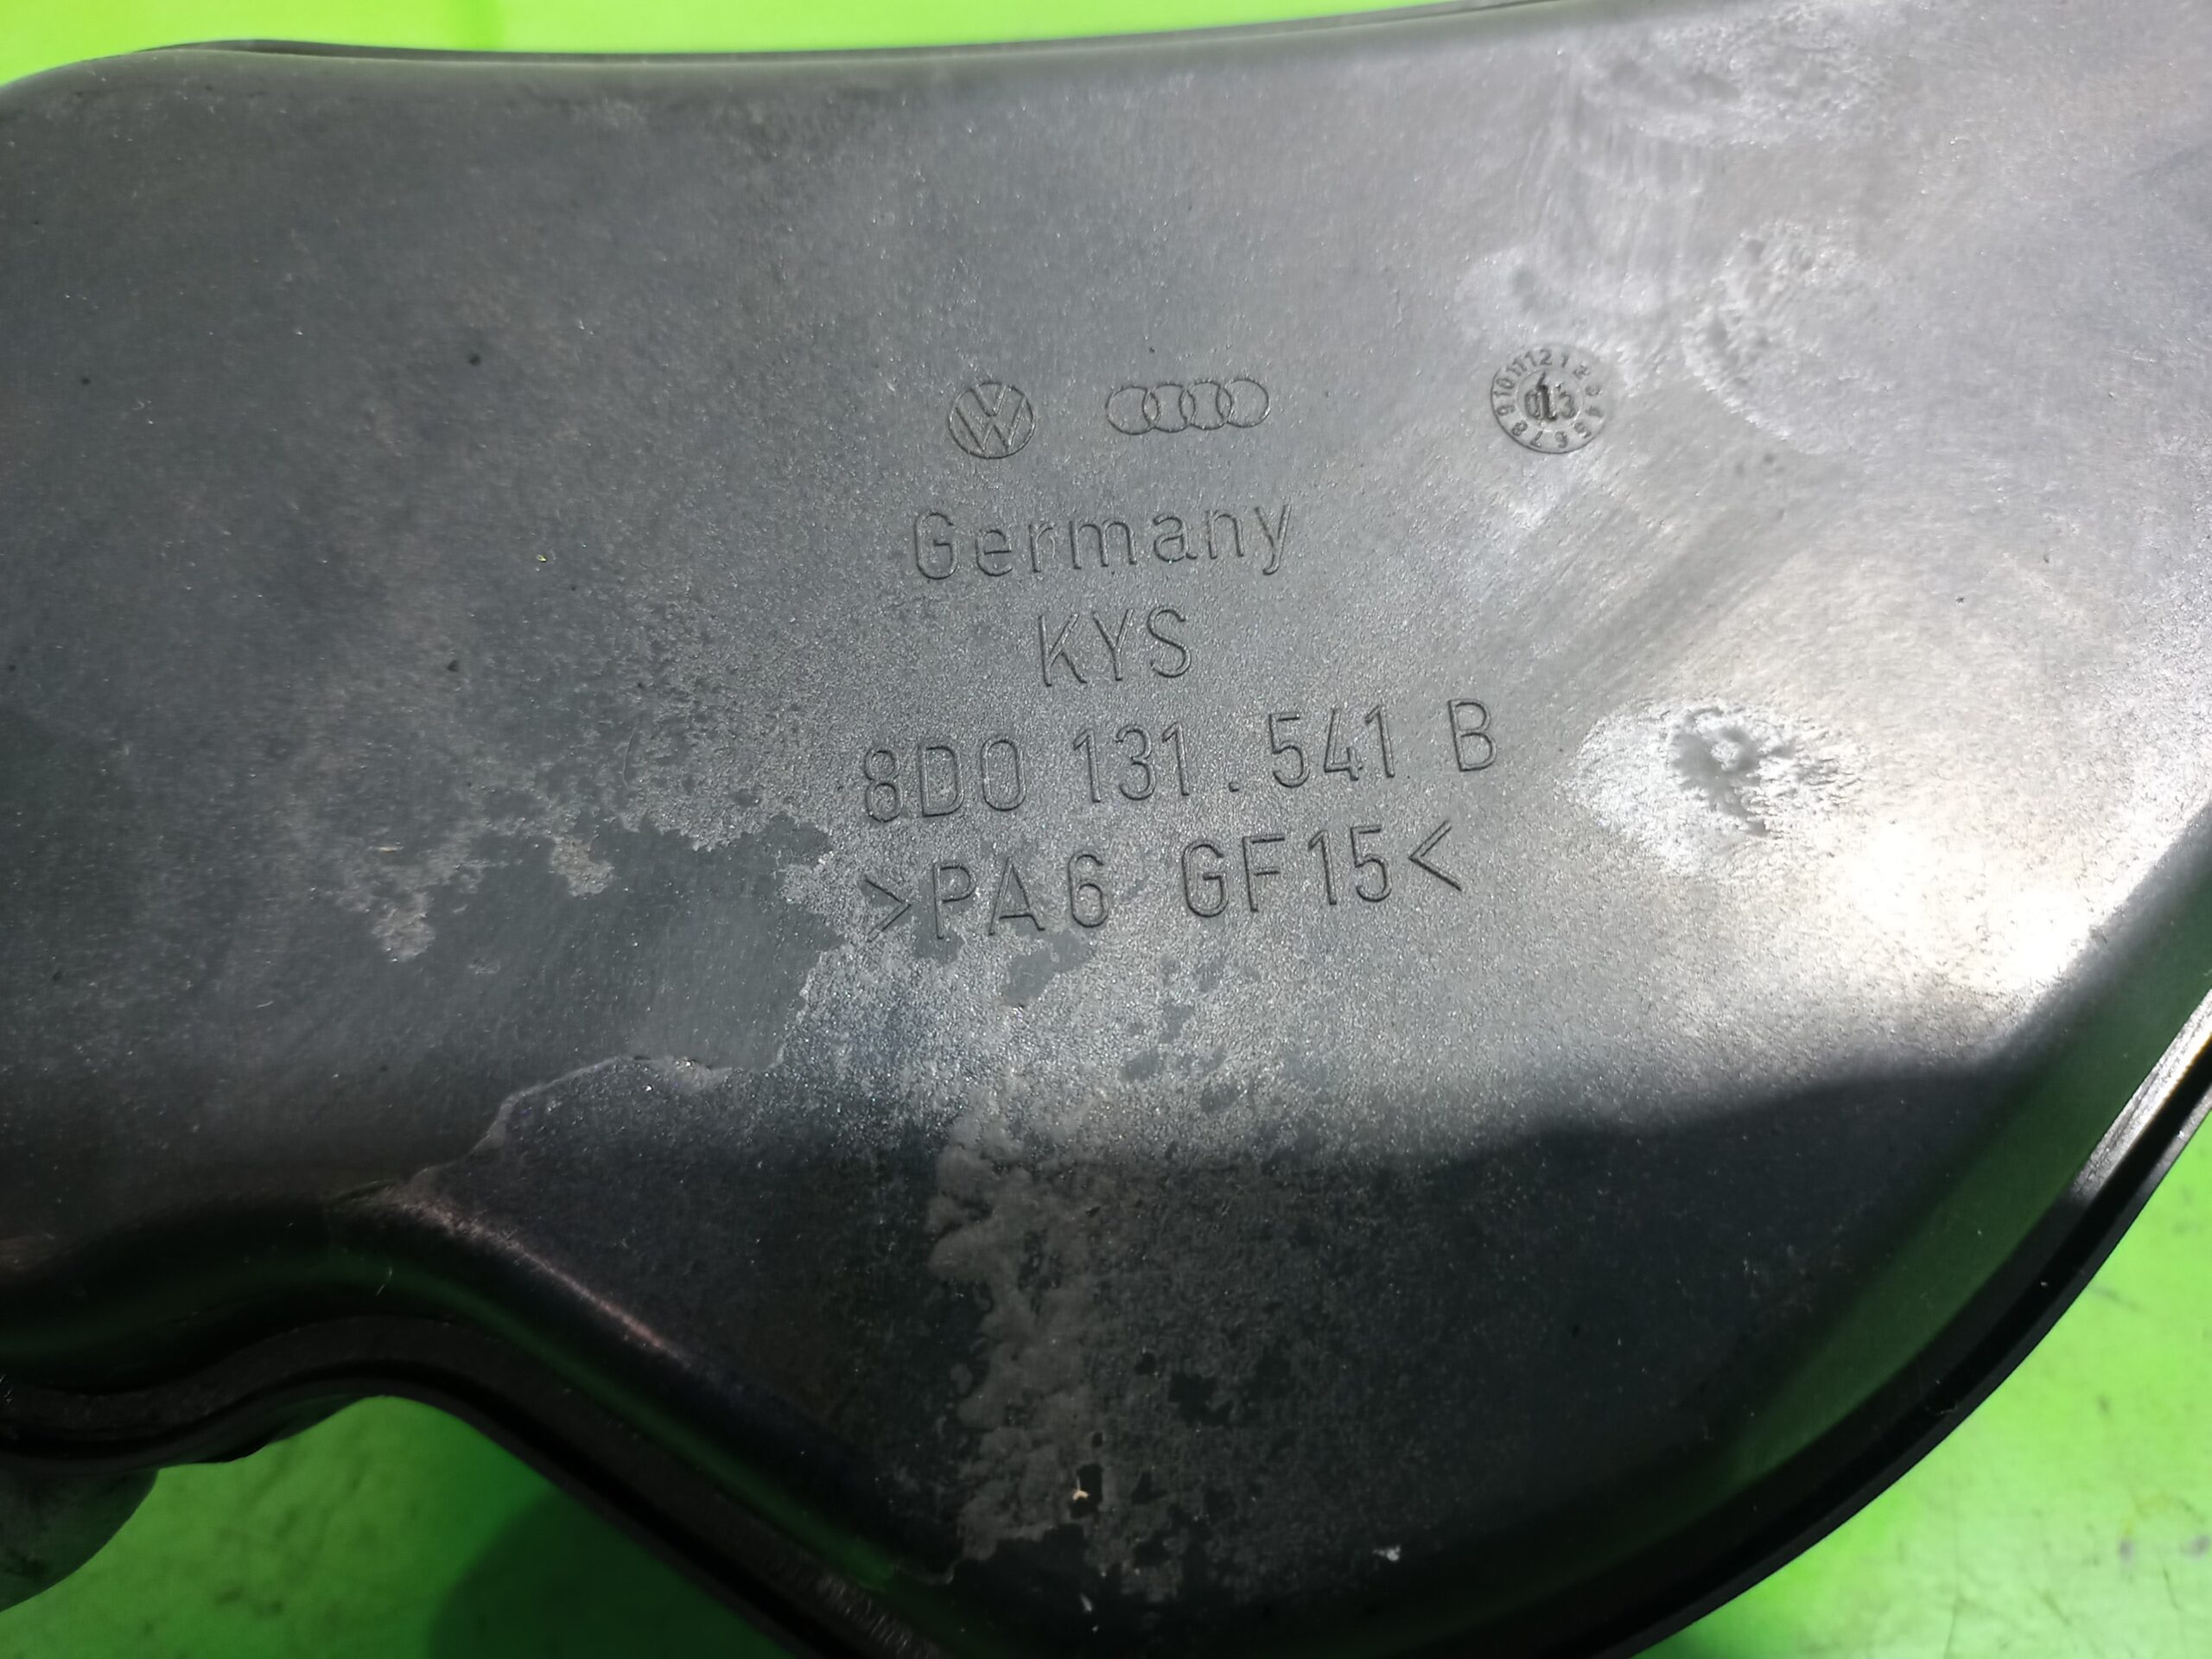 Germany
KYS
8D0 131.541 B
>PA6 GF15<